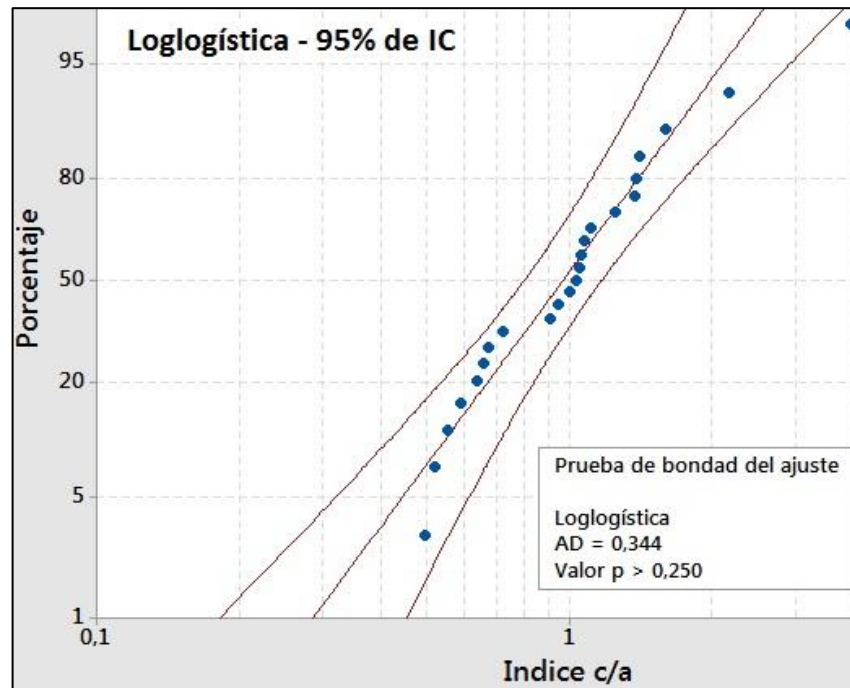 Loglogística - 95% de IC
Porcentaje
95
80
50
20
5
1
0,1
1
Indice c/a
Prueba de bondad del ajuste
Loglogística
AD = 0,344
Valor p > 0,250